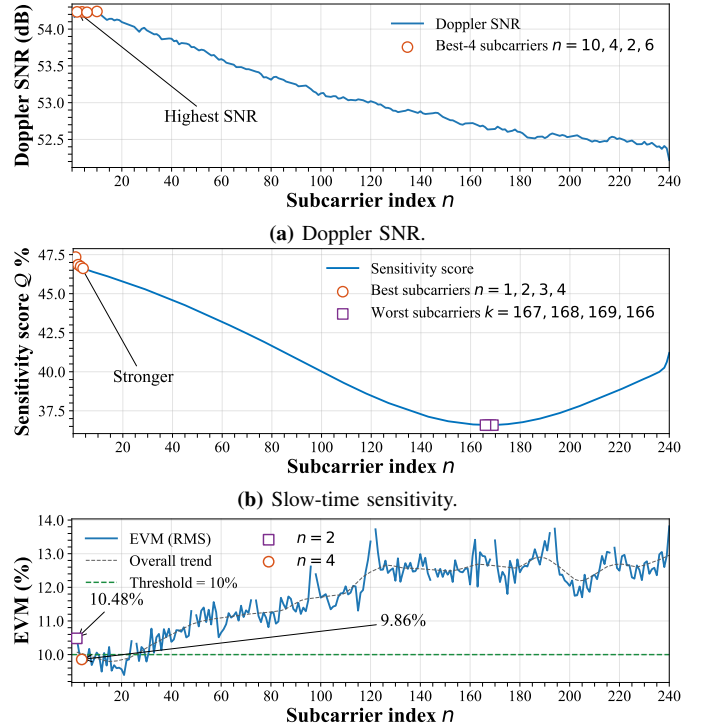 Doppler SNR (dB)
54.0
53.5
53.0
52.5
Doppler SNR
Best-4 subcarriers n = 10, 4, 2, 6
Highest SNR
20 40 60 80 100 120 140 160 180 200 220 240
Subcarrier index n
(a) Doppler SNR.
Sensitivity score Q %
47.5
45.0
42.5
40.0
37.5
Sensitivity score
Best subcarriers n = 1, 2, 3, 4
Worst subcarriers k = 167, 168, 169, 166
Stronger
20 40 60 80 100 120 140 160 180 200 220 240
Subcarrier index n
(b) Slow-time sensitivity.
EVM (%)
14.0
13.0
12.0
11.0
10.0
EVM (RMS)
Overall trend
Threshold = 10%
n = 2
n = 4
10.48%
9.86%
20 40 60 80 100 120 140 160 180 200 220 240
Subcarrier index n